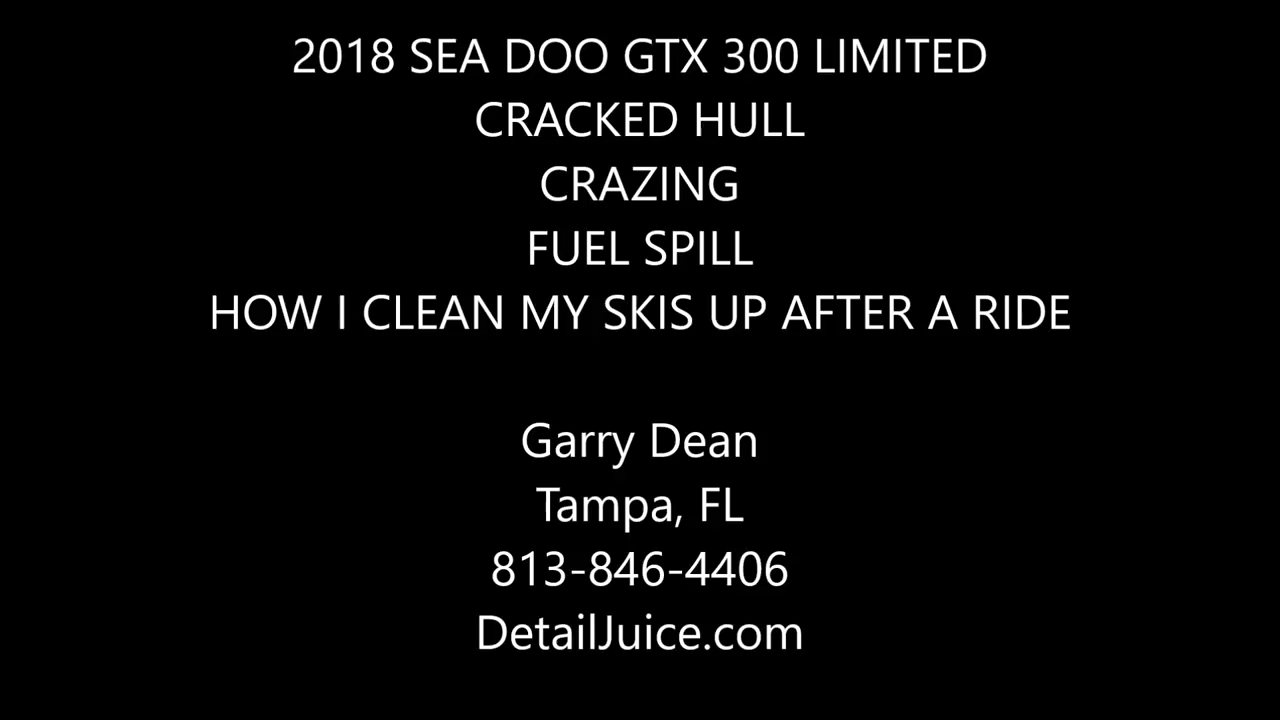 2018 SEA DOO GTX 300 LIMITED
CRACKED HULL
CRAZING
FUEL SPILL
HOW I CLEAN MY SKIS UP AFTER A RIDE
Garry Dean
Tampa, FL
813-846-4406
DetailJuice.com